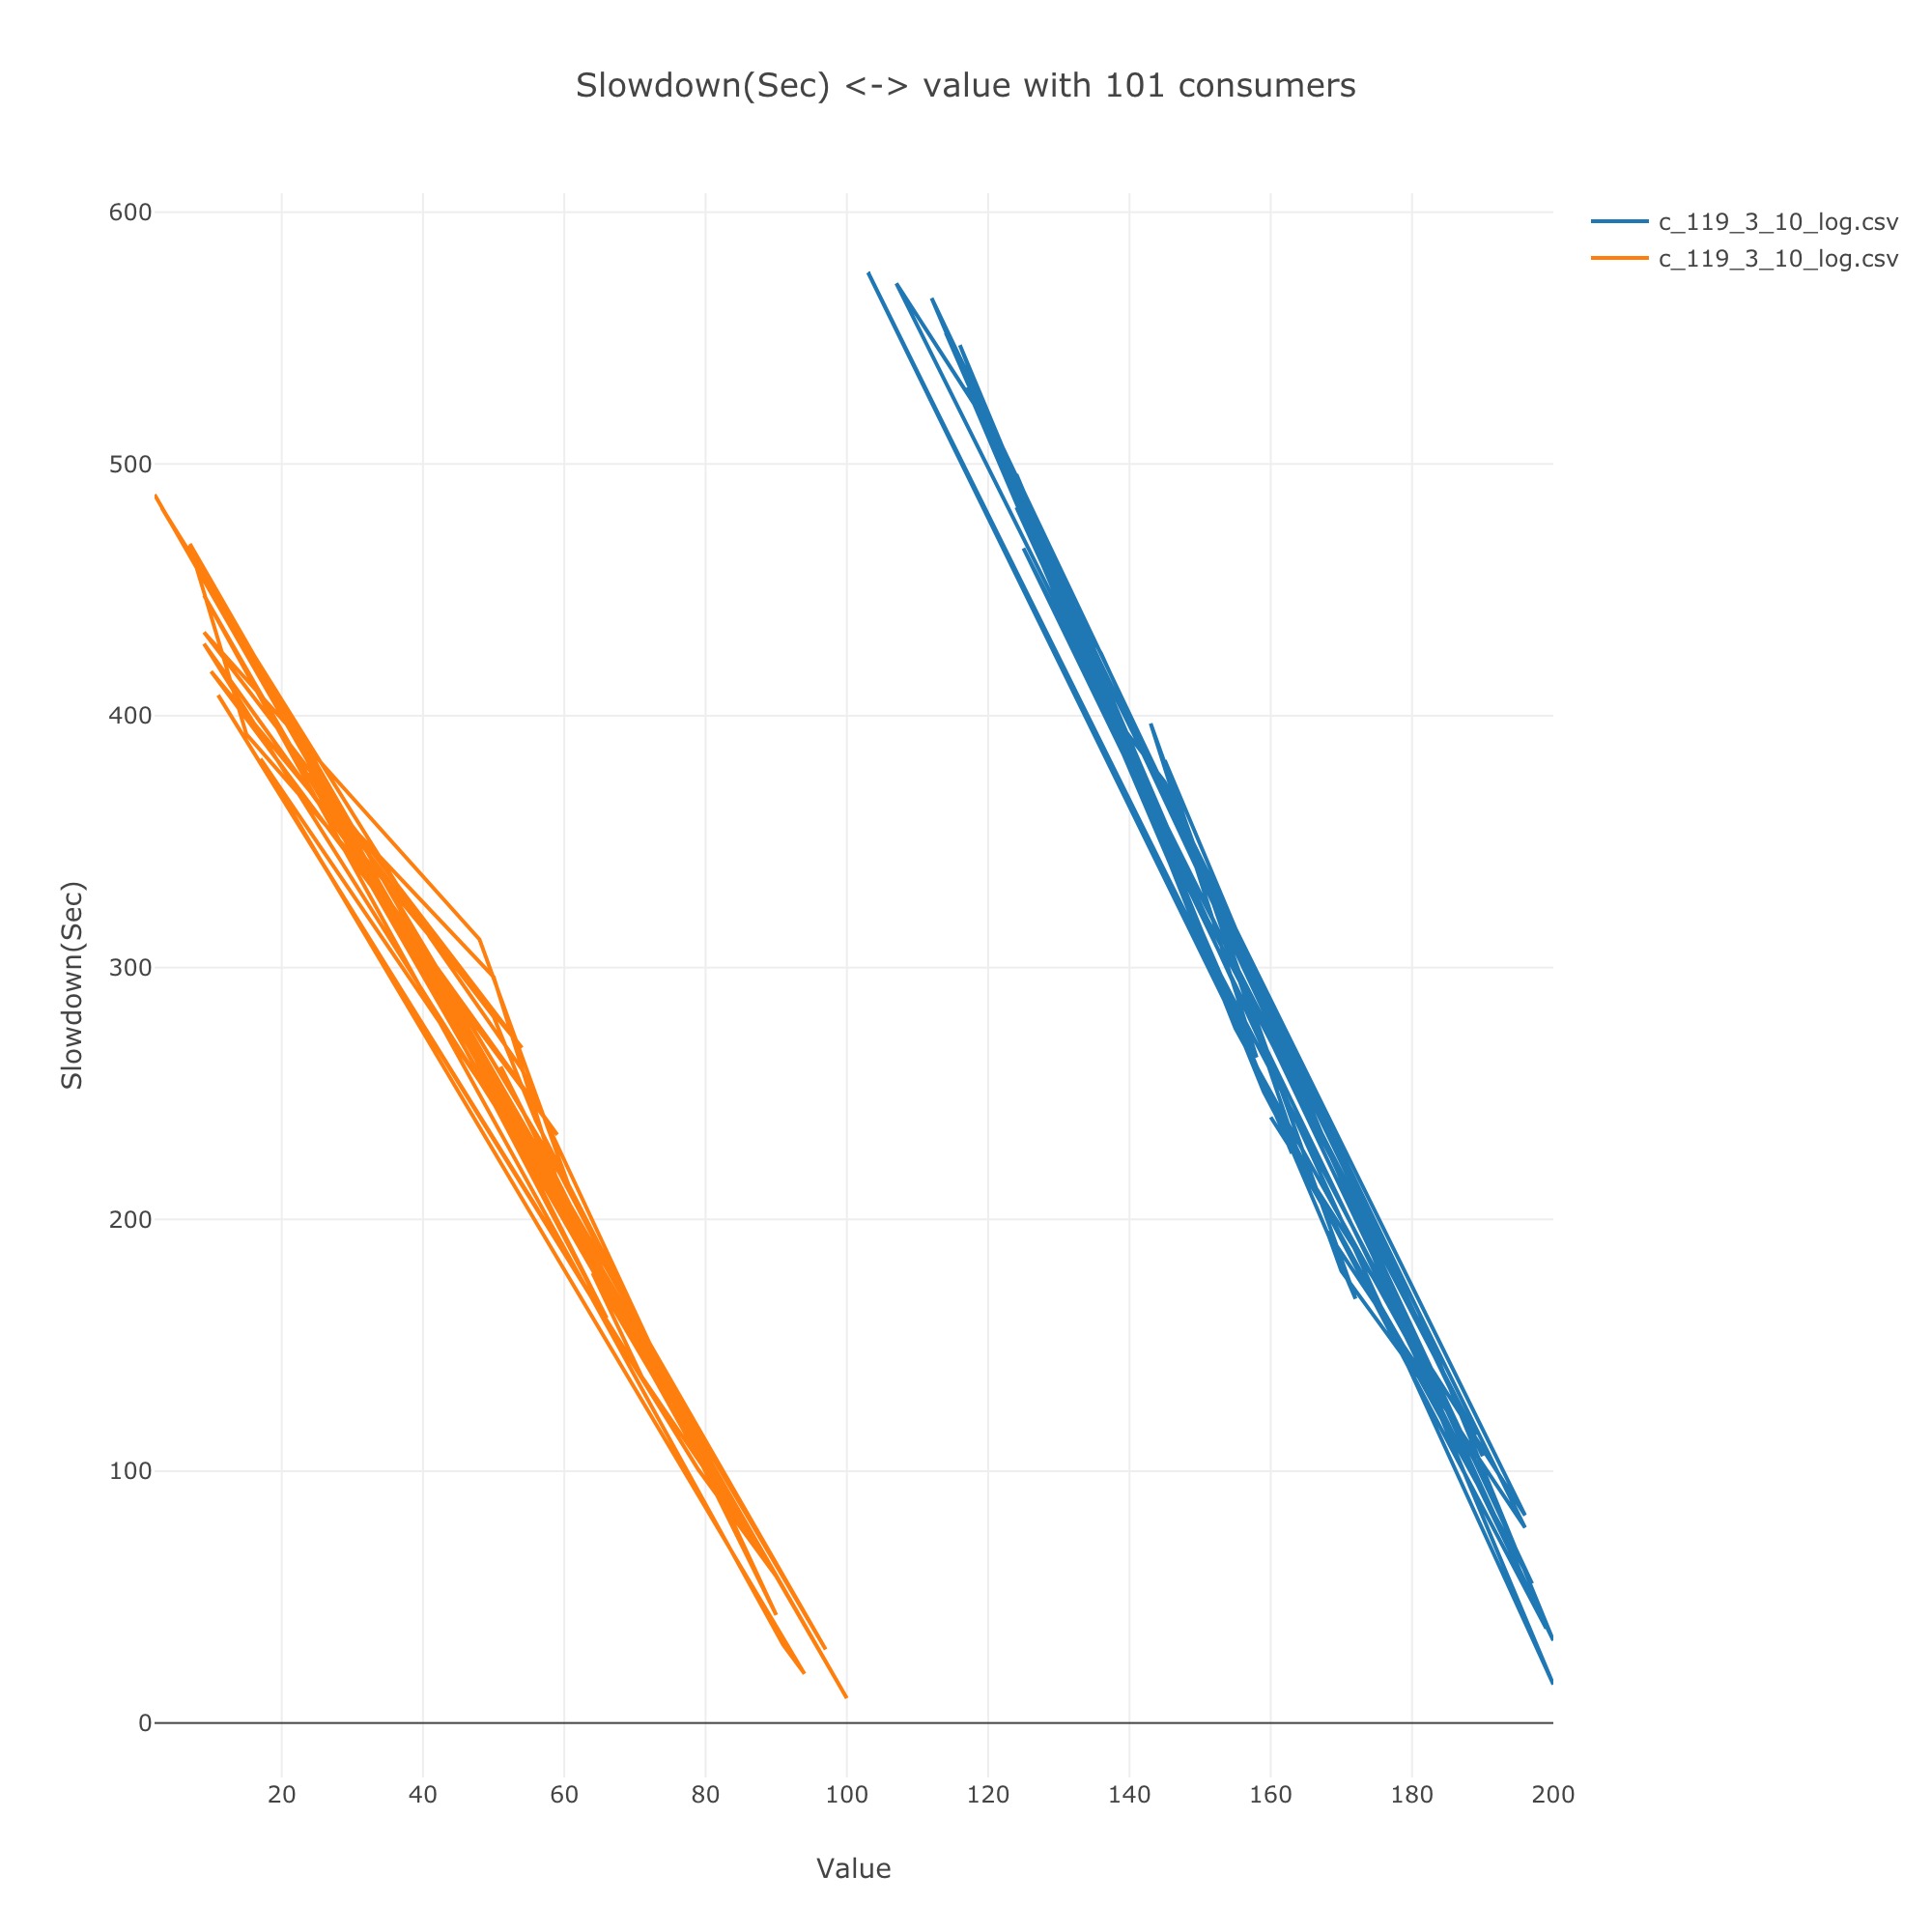 Slowdown(Sec) <-> value with 101 consumers
c_119_3_10_log.csv
c_119_3_10_log.csv
600
500
400
300
200
100
0
Slowdown(Sec)
20 40 60 80 100 120 140 160 180 200
Value